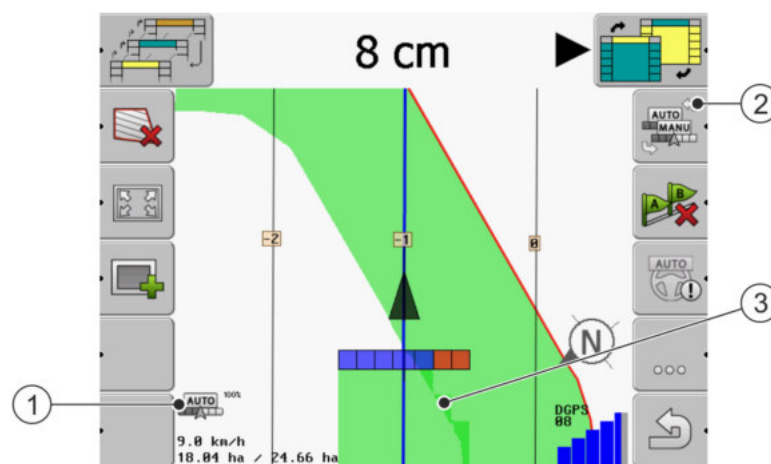 8 cm
2
AUTO
MANU
A B
-2
-1
0
AUTO
3
N
1
AUTO 100%
DGPS
08
9.0 km/h
18.04 ha / 24.66 ha